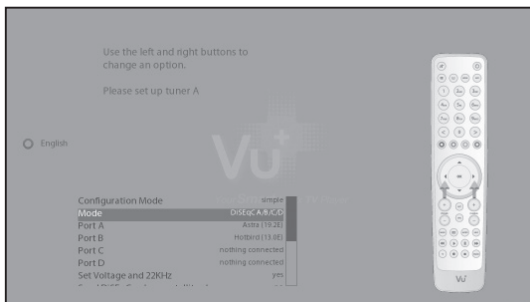 Use the left and right buttons to
change an option.
Please set up tuner A
English
Vu+
Configuration Mode simple
Mode DiSEqC A/B/C/D
Port A Astra (19.2E)
Port B Hotbird (13.0E)
Port C nothing connected
Port D nothing connected
Set Voltage and 22KHz yes
Vu+